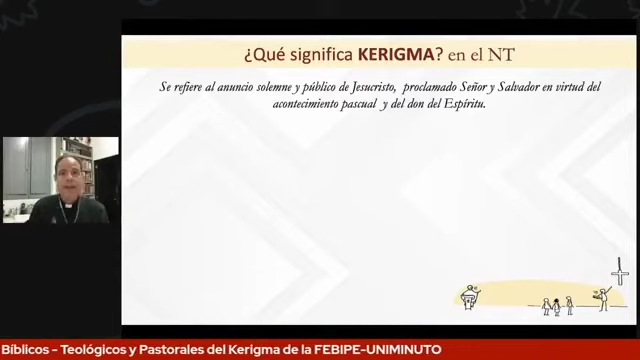 ¿Qué significa KERIGMA? en el NT
Se refiere al anuncio solemne y público de Jesucristo, proclamado Señor y Salvador en virtud del
acontecimiento pascual y del don del Espíritu.
Bíblicos - Teológicos y Pastorales del Kerigma de la FEBIPE-UNIMINUTO